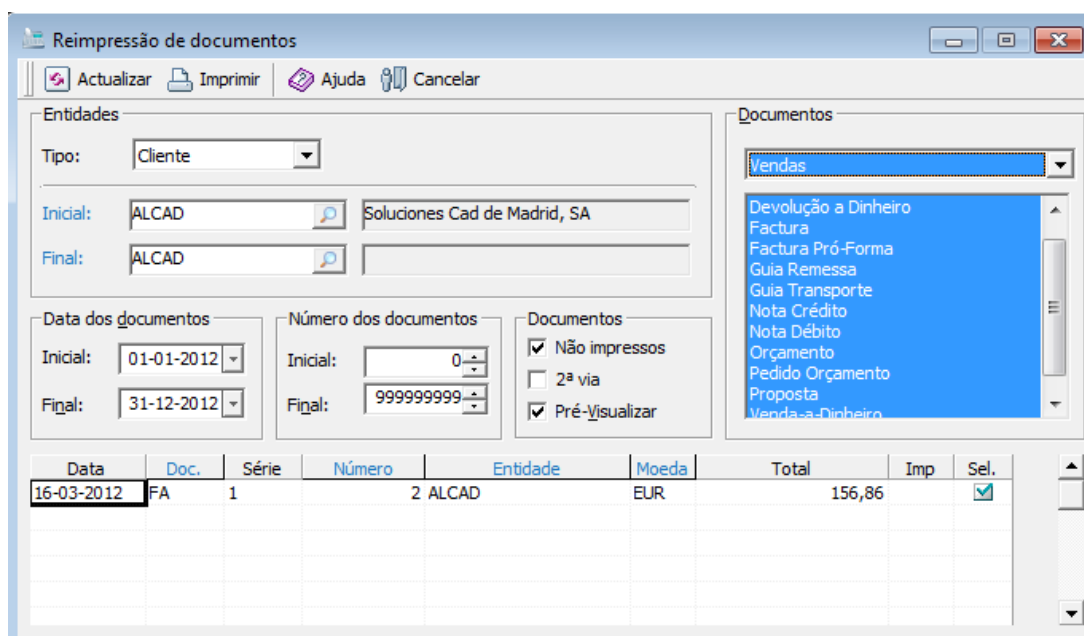 Reimpressão de documentos
Actualizar Imprimir Ajuda Cancelar
Entidades
Tipo: Cliente
Inicial: ALCAD Soluciones Cad de Madrid, SA
Final: ALCAD
Documentos
Vendas
Devolução a Dinheiro
Factura
Factura Pró-Forma
Guia Remessa
Guia Transporte
Nota Crédito
Nota Débito
Orçamento
Pedido Orçamento
Proposta
Venda-a-Dinheiro
Data dos documentos
Inicial: 01-01-2012
Final: 31-12-2012
Número dos documentos
Inicial: 0
Final: 999999999
Documentos
Não impressos
2ª via
Pré-Visualizar
Data Doc. Série Número Entidade Moeda Total Imp Sel.
16-03-2012 FA 1 2 ALCAD EUR 156,86